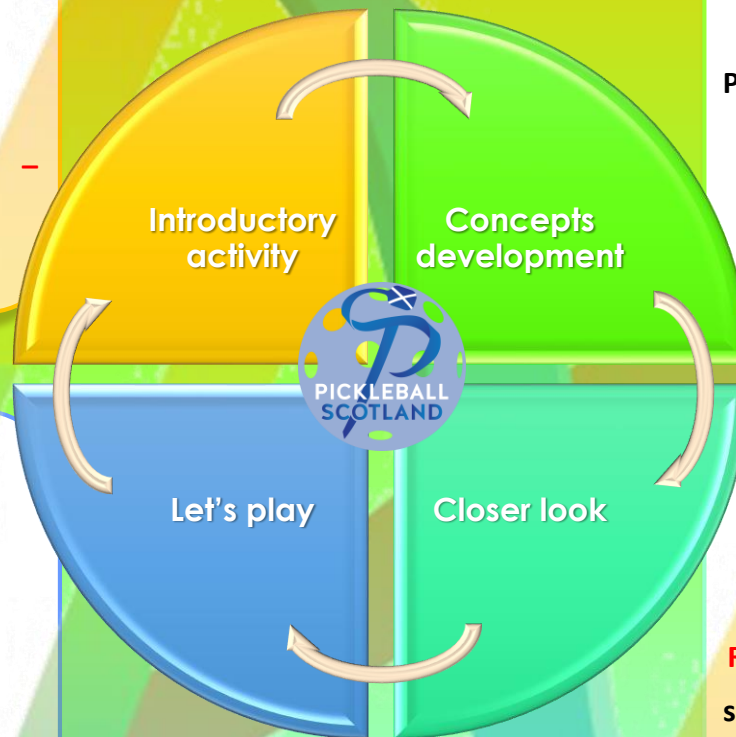 P
–
Introductory
activity
Concepts
development
PICKLEBALL
SCOTLAND
Let's play
Closer look
F
s